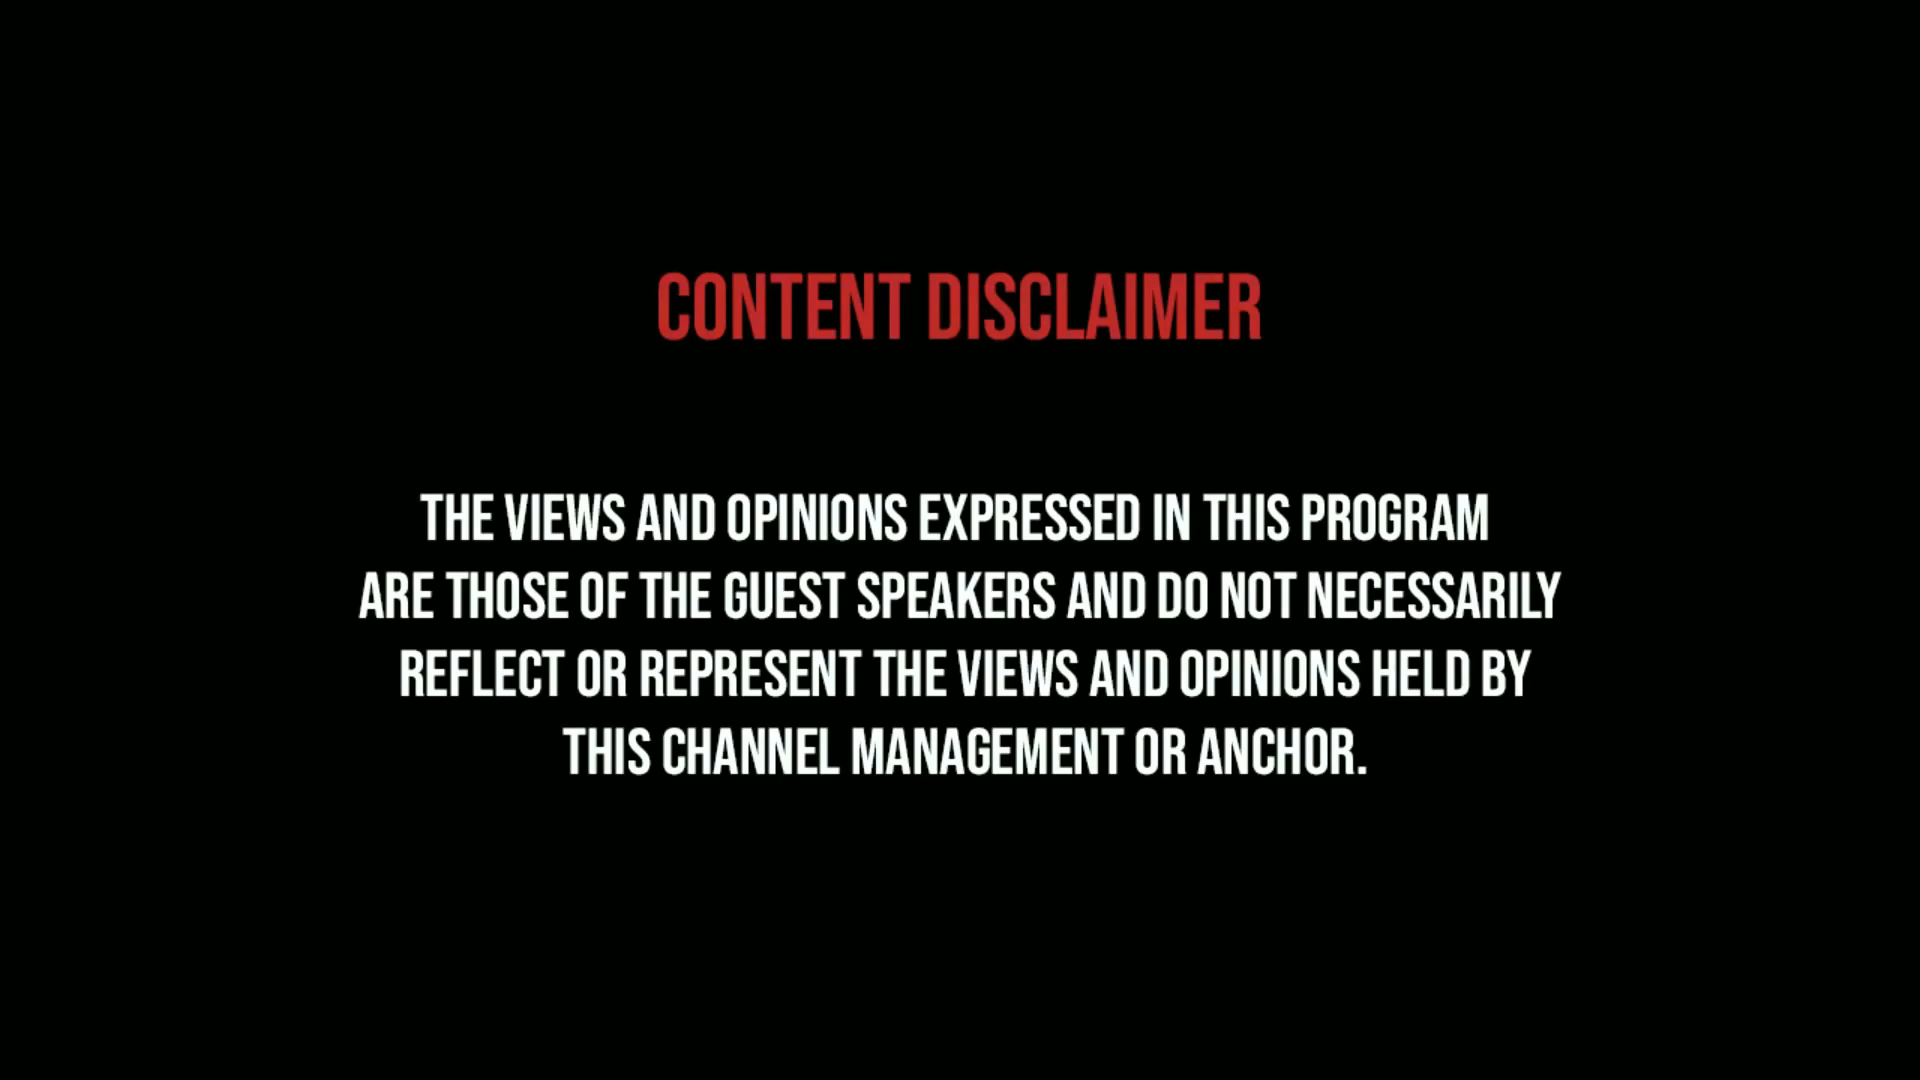 CONTENT DISCLAIMER
THE VIEWS AND OPINIONS EXPRESSED IN THIS PROGRAM
ARE THOSE OF THE GUEST SPEAKERS AND DO NOT NECESSARILY
REFLECT OR REPRESENT THE VIEWS AND OPINIONS HELD BY
THIS CHANNEL MANAGEMENT OR ANCHOR.